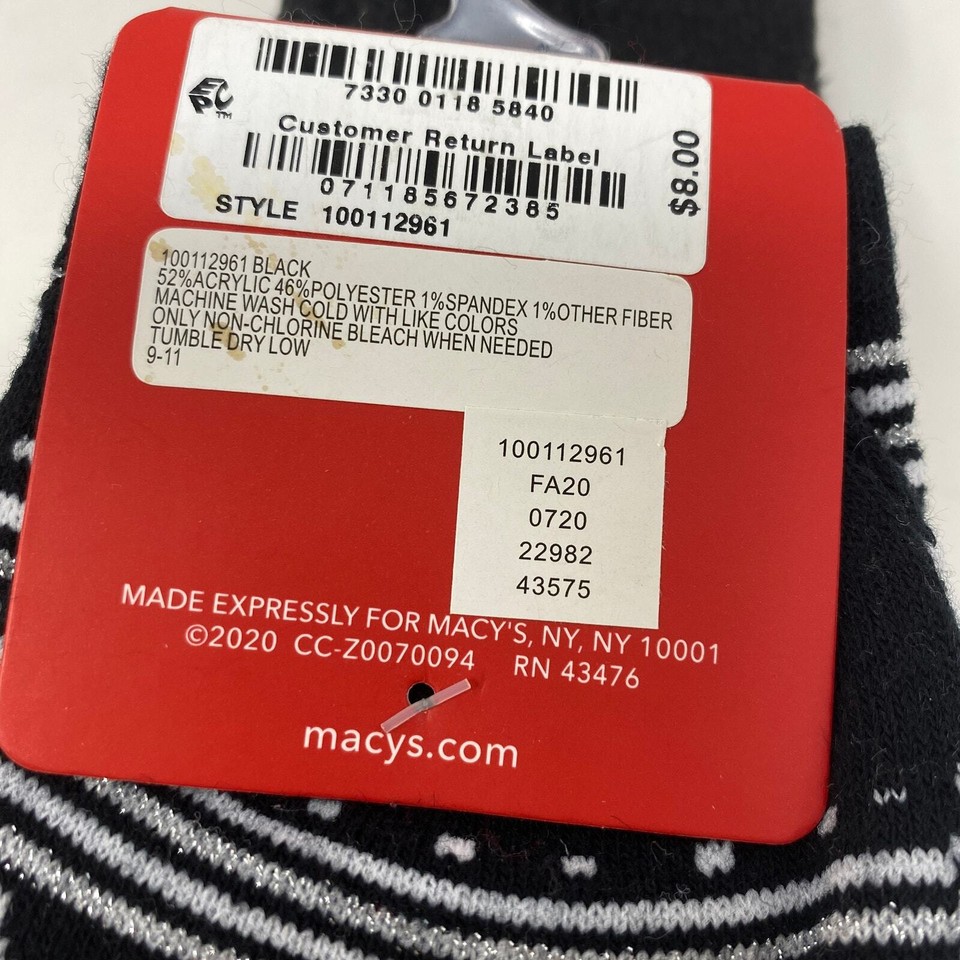 7330 0118 5840
EPC™
Customer Return Label
071185672385
STYLE 100112961
$8.00
100112961 BLACK
52%ACRYLIC 46%POLYESTER 1%SPANDEX 1%OTHER FIBER
MACHINE WASH COLD WITH LIKE COLORS
ONLY NON-CHLORINE BLEACH WHEN NEEDED
TUMBLE DRY LOW
9-11
100112961
FA20
0720
22982
43575
MADE EXPRESSLY FOR MACY'S, NY, NY 10001
©2020 CC-Z0070094 RN 43476
macys.com